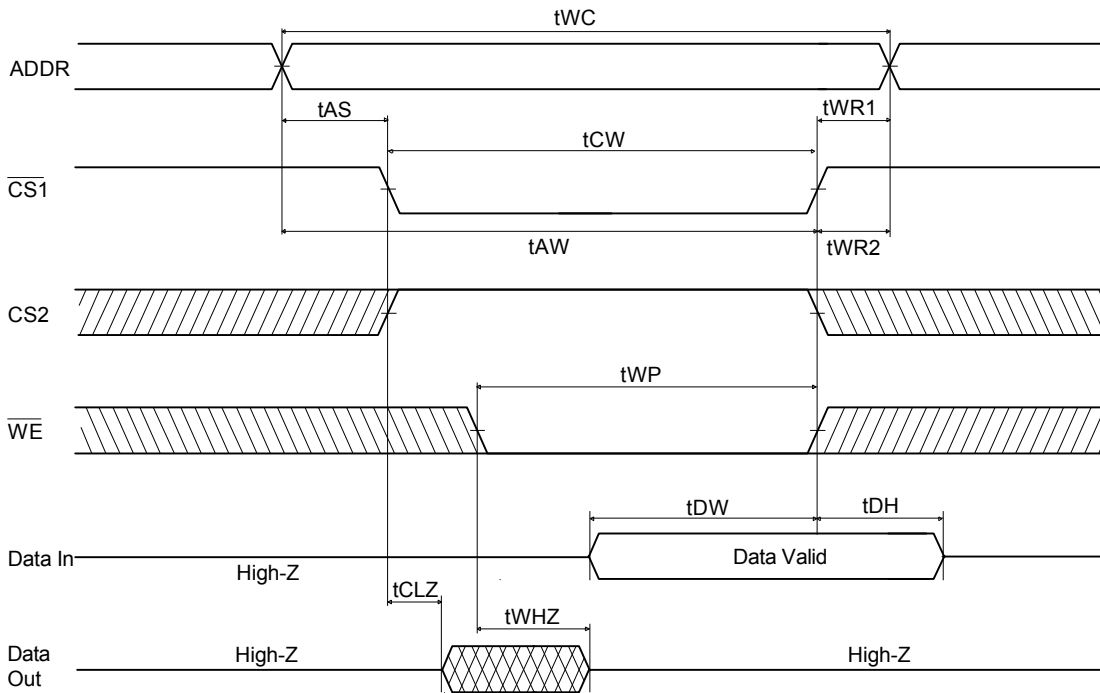 tWC
ADDR
tAS
tWR1
tCW
CS1
tAW
tWR2
CS2
tWP
WE
tDW
tDH
Data In
High-Z
Data Valid
tCLZ
tWHZ
Data
Out
High-Z
High-Z